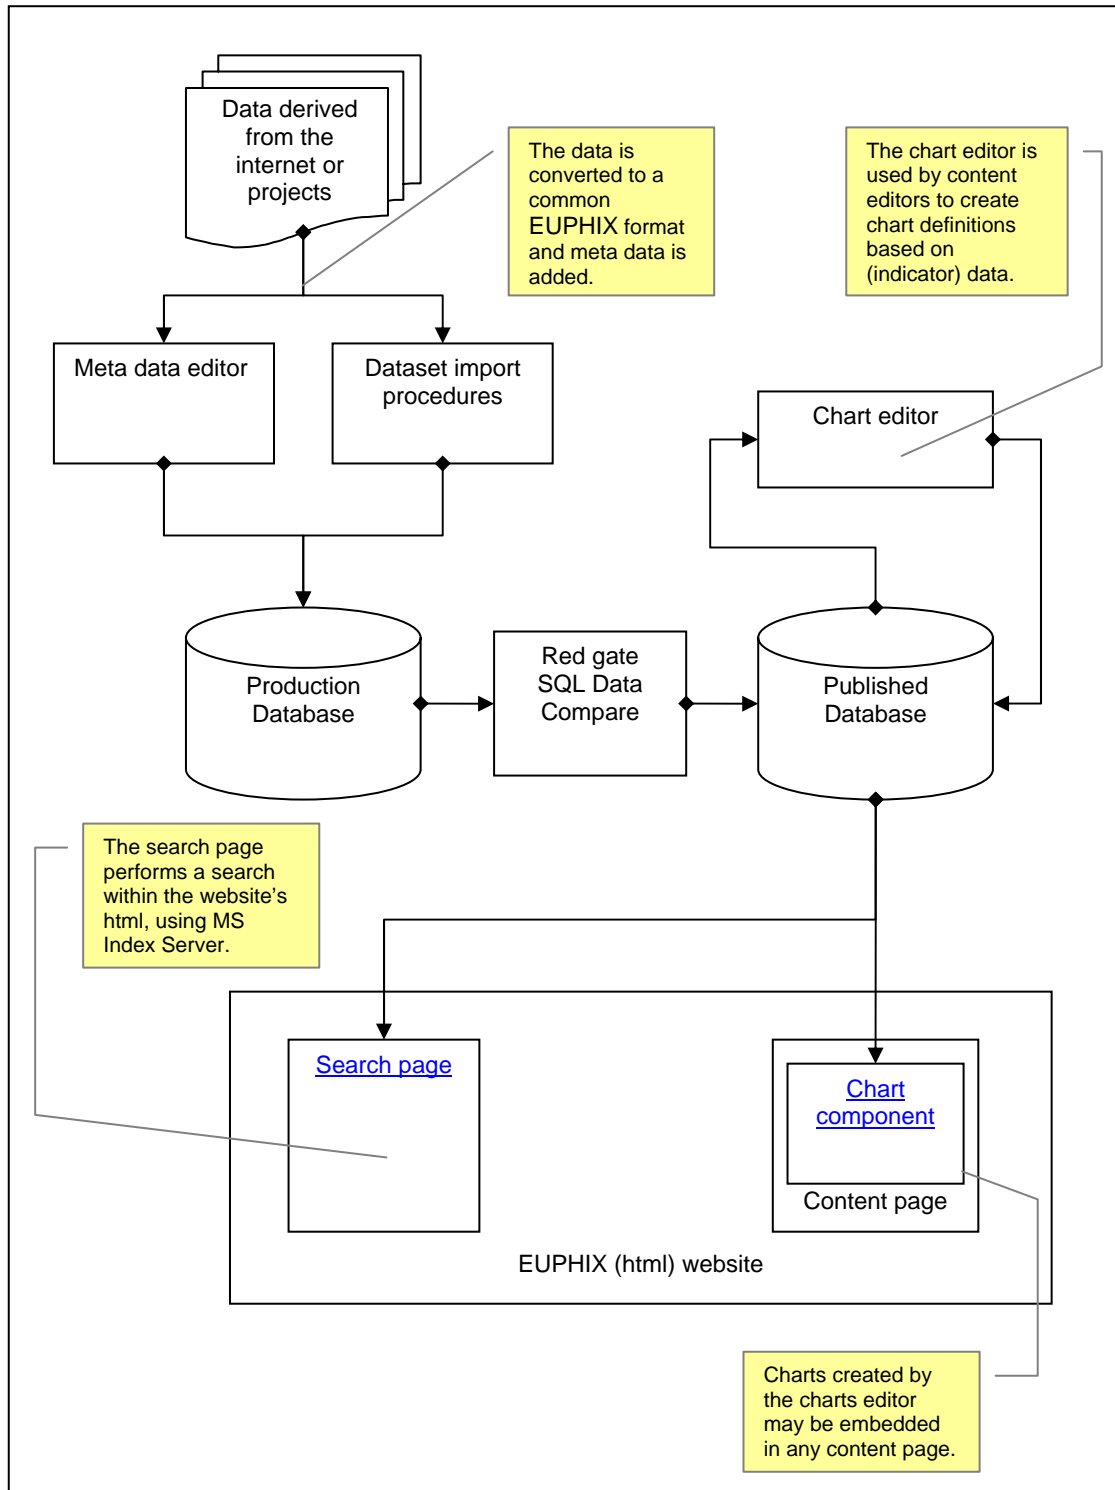 Data derived
from the
internet or
projects
The data is
converted to a
common
EUPHIX format
and meta data is
added.
The chart editor is
used by content
editors to create
chart definitions
based on
(indicator) data.
Meta data editor
Dataset import
procedures
Chart editor
Production
Database
Red gate
SQL Data
Compare
Published
Database
The search page
performs a search
within the website's
html, using MS
Index Server.
Search page
Chart
component
Content page
EUPHIX (html) website
Charts created by
the charts editor
may be embedded
in any content page.